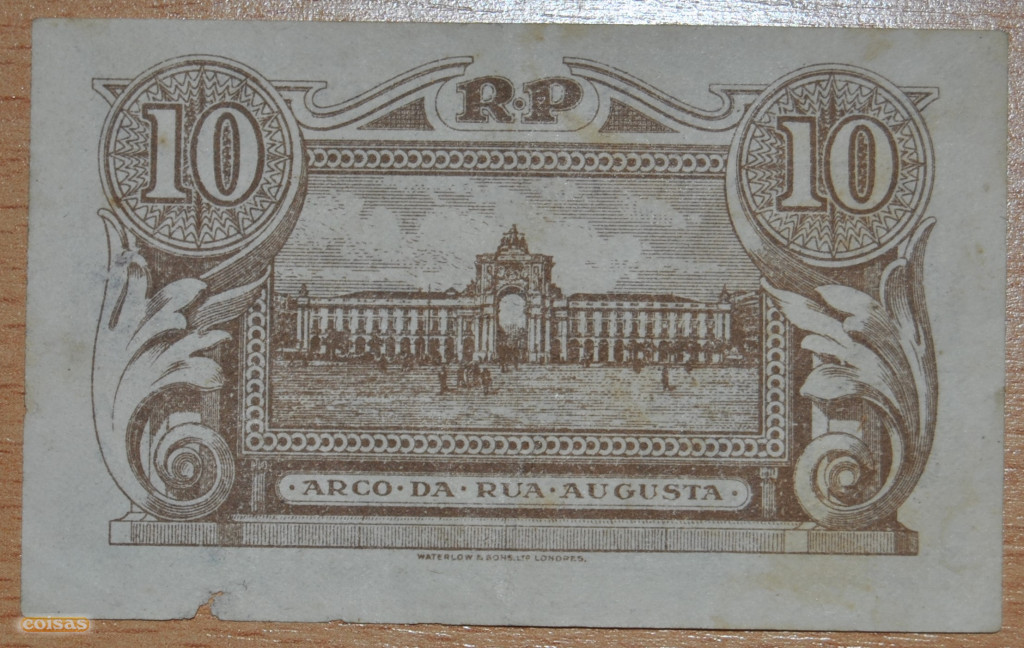 R·P
10
10
·ARCO·DA·RUA·AUGUSTA·
WATERLOW & SONS, LTD LONDRES.
coisas